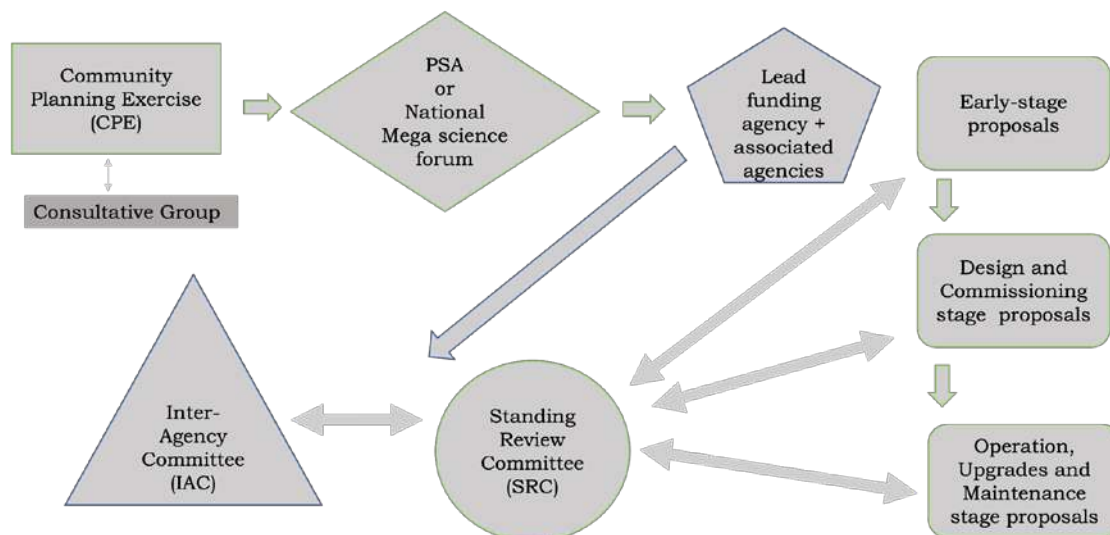 Community
Planning Exercise
(CPE)
Consultative Group
PSA
or
National
Mega science
forum
Lead
funding
agency +
associated
agencies
Early-stage
proposals
Design and
Commissioning
stage proposals
Operation,
Upgrades and
Maintenance
stage proposals
Inter-
Agency
Committee
(IAC)
Standing
Review
Committee
(SRC)